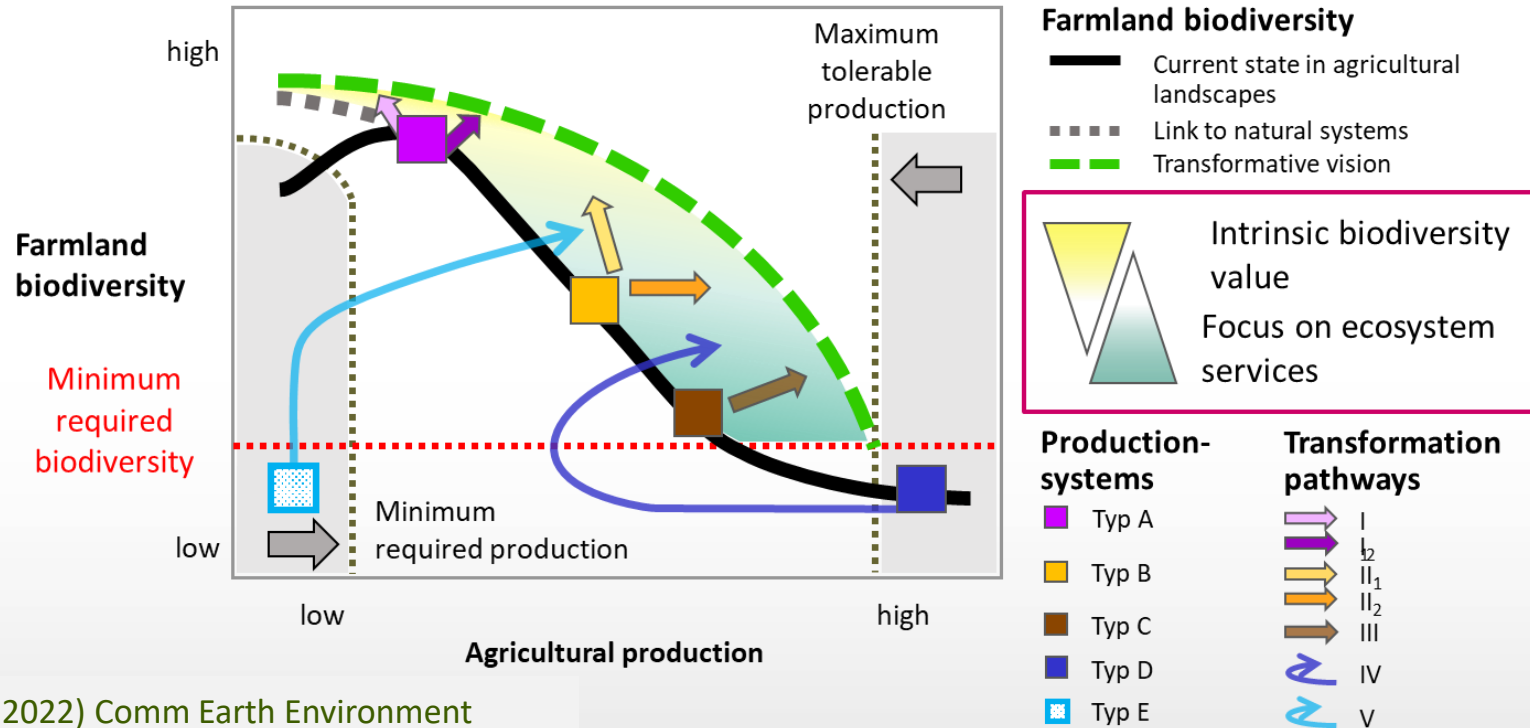 high
Maximum
tolerable
production
Farmland
biodiversity
Minimum
required
biodiversity
Minimum
required production
low
low
high
Agricultural production
Farmland biodiversity
Current state in agricultural
landscapes
Link to natural systems
Transformative vision
Intrinsic biodiversity
value
Focus on ecosystem
services
Production-
systems
Typ A
Typ B
Typ C
Typ D
Typ E
Transformation
pathways
I
I12
II1
II2
III
IV
V
2022) Comm Earth Environment